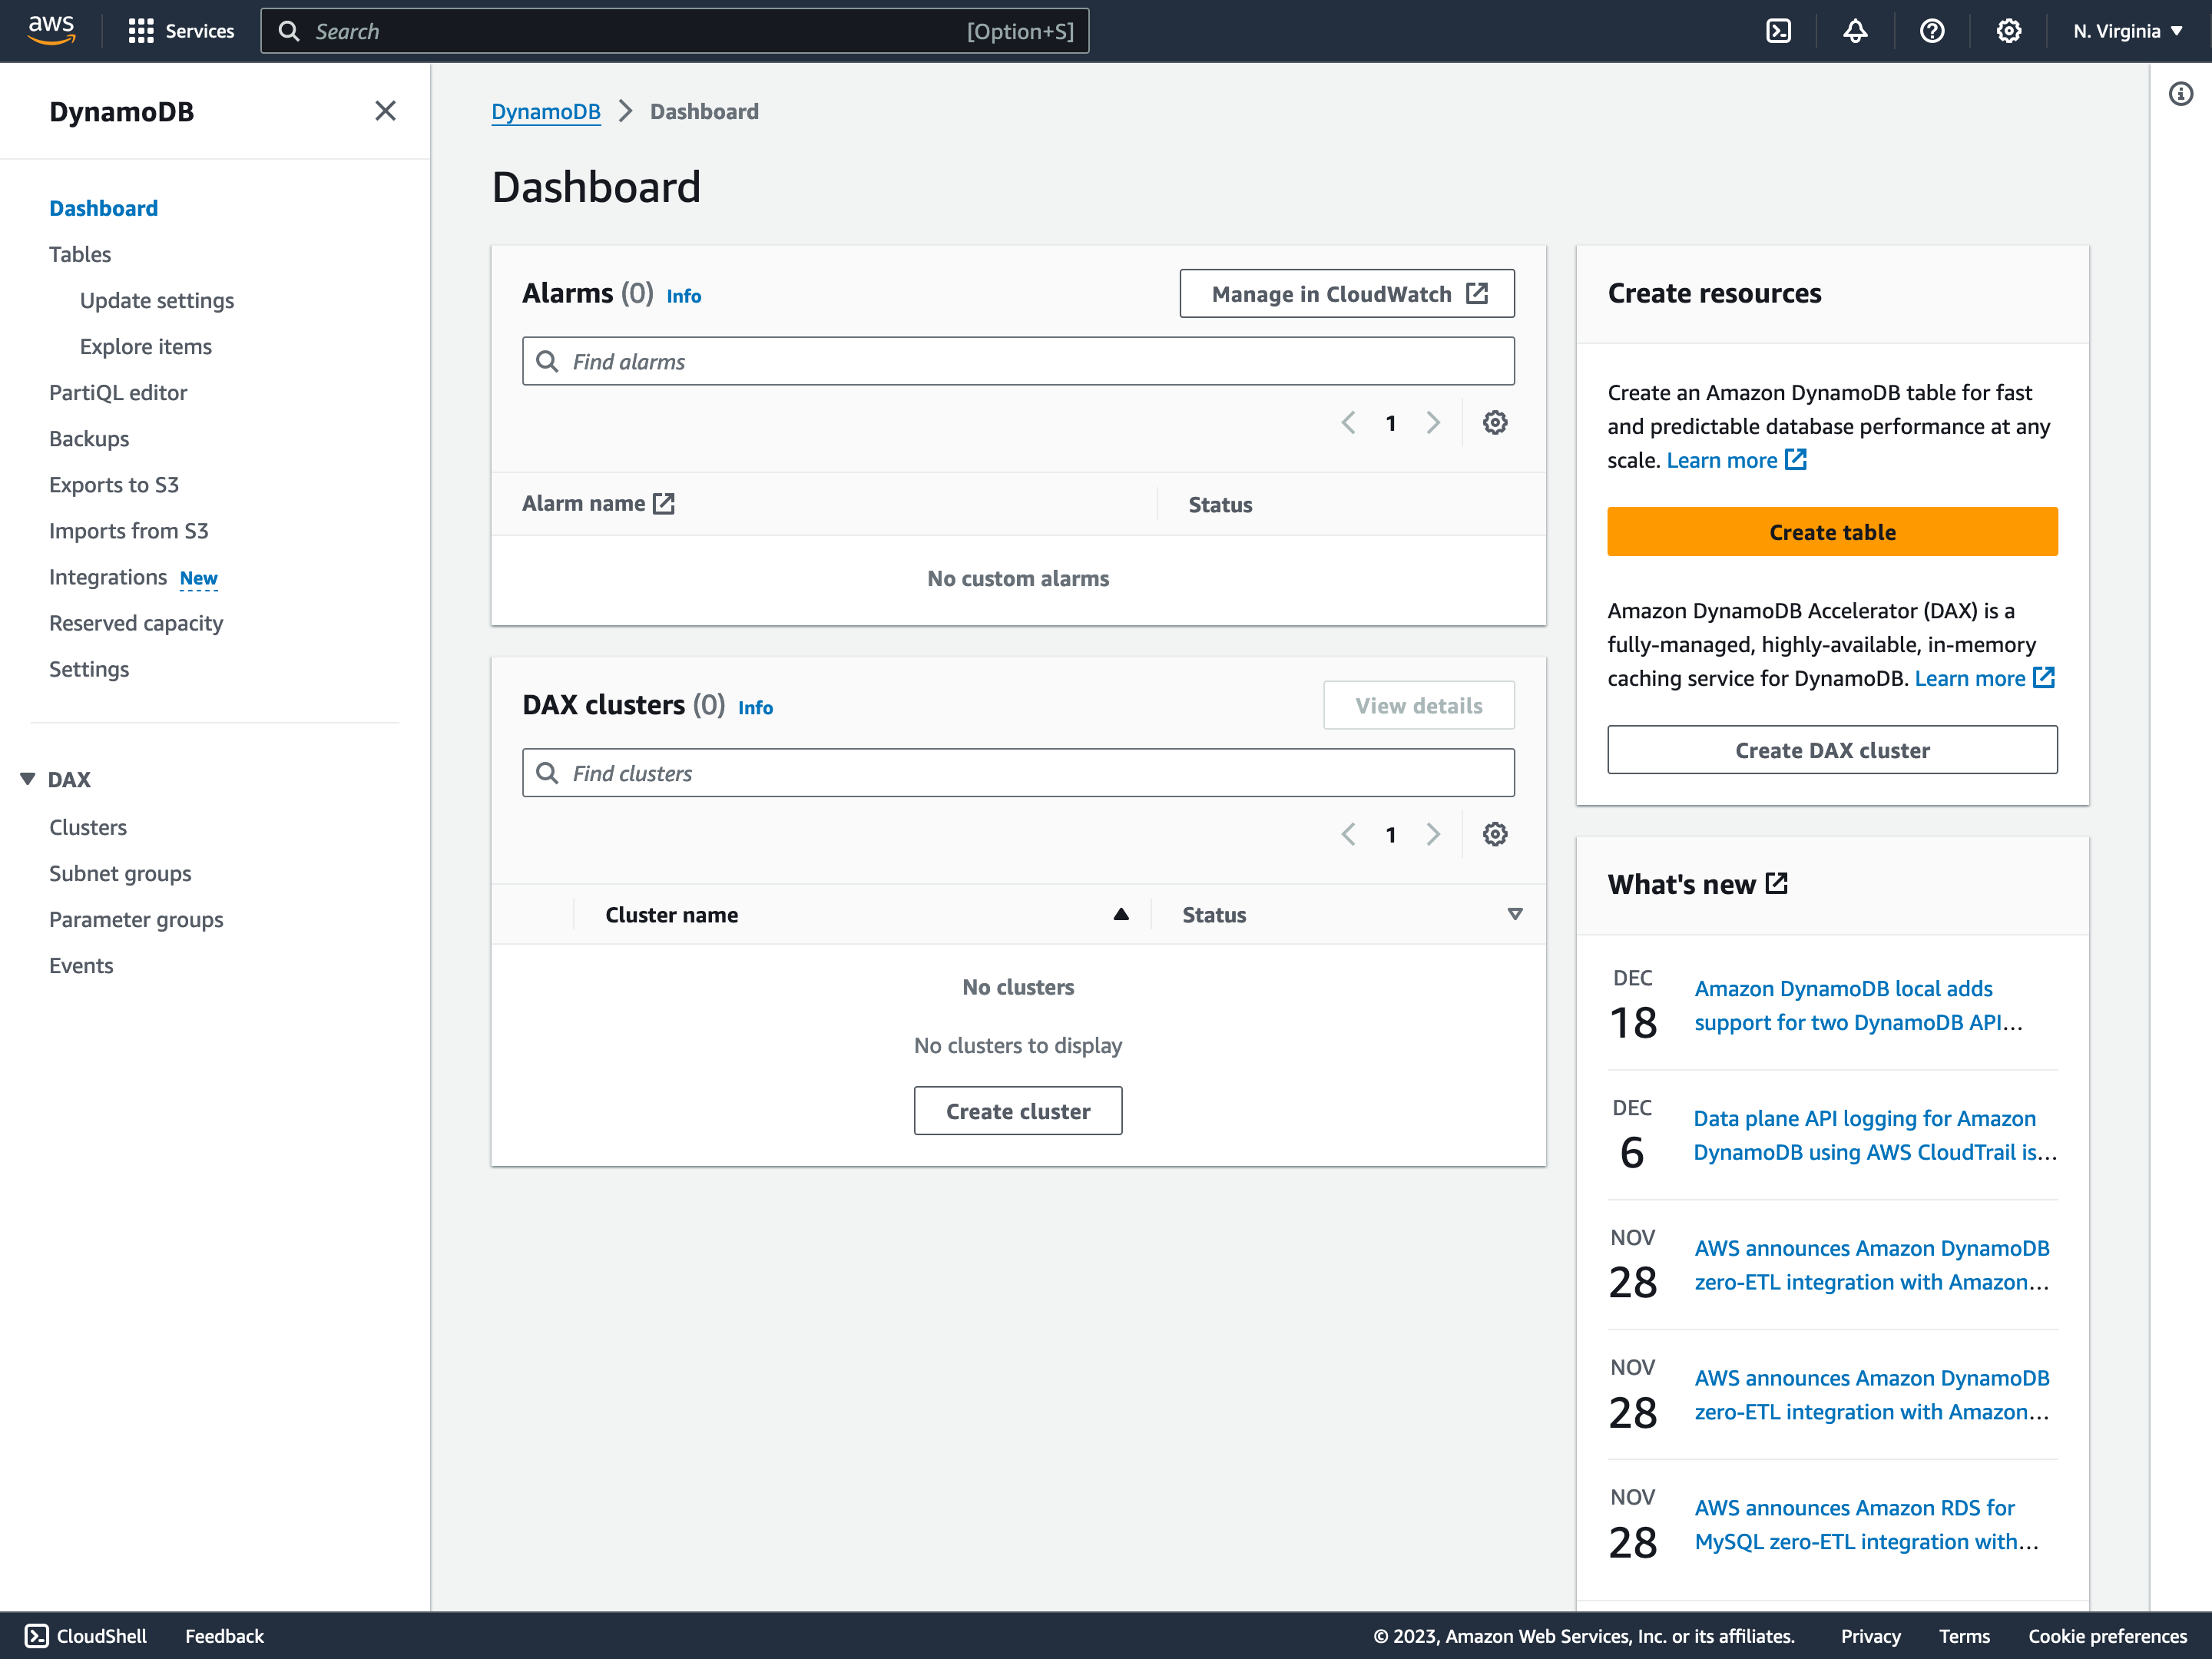 aws
Services
Search
[Option+S]
N. Virginia
DynamoDB
Dashboard
Tables
Update settings
Explore items
PartiQL editor
Backups
Exports to S3
Imports from S3
Integrations New
Reserved capacity
Settings
DAX
Clusters
Subnet groups
Parameter groups
Events
DynamoDB
Dashboard
Dashboard
Alarms (0) Info
Manage in CloudWatch
Find alarms
1
Alarm name
Status
No custom alarms
DAX clusters (0) Info
View details
Find clusters
1
Cluster name
Status
No clusters
No clusters to display
Create cluster
Create resources
Create an Amazon DynamoDB table for fast
and predictable database performance at any
scale. Learn more
Create table
Amazon DynamoDB Accelerator (DAX) is a
fully-managed, highly-available, in-memory
caching service for DynamoDB. Learn more
Create DAX cluster
What's new
DEC
18
Amazon DynamoDB local adds
support for two DynamoDB API...
DEC
6
Data plane API logging for Amazon
DynamoDB using AWS CloudTrail is...
NOV
28
AWS announces Amazon DynamoDB
zero-ETL integration with Amazon...
NOV
28
AWS announces Amazon DynamoDB
zero-ETL integration with Amazon...
NOV
28
AWS announces Amazon RDS for
MySQL zero-ETL integration with...
CloudShell
Feedback
© 2023, Amazon Web Services, Inc. or its affiliates.
Privacy
Terms
Cookie preferences